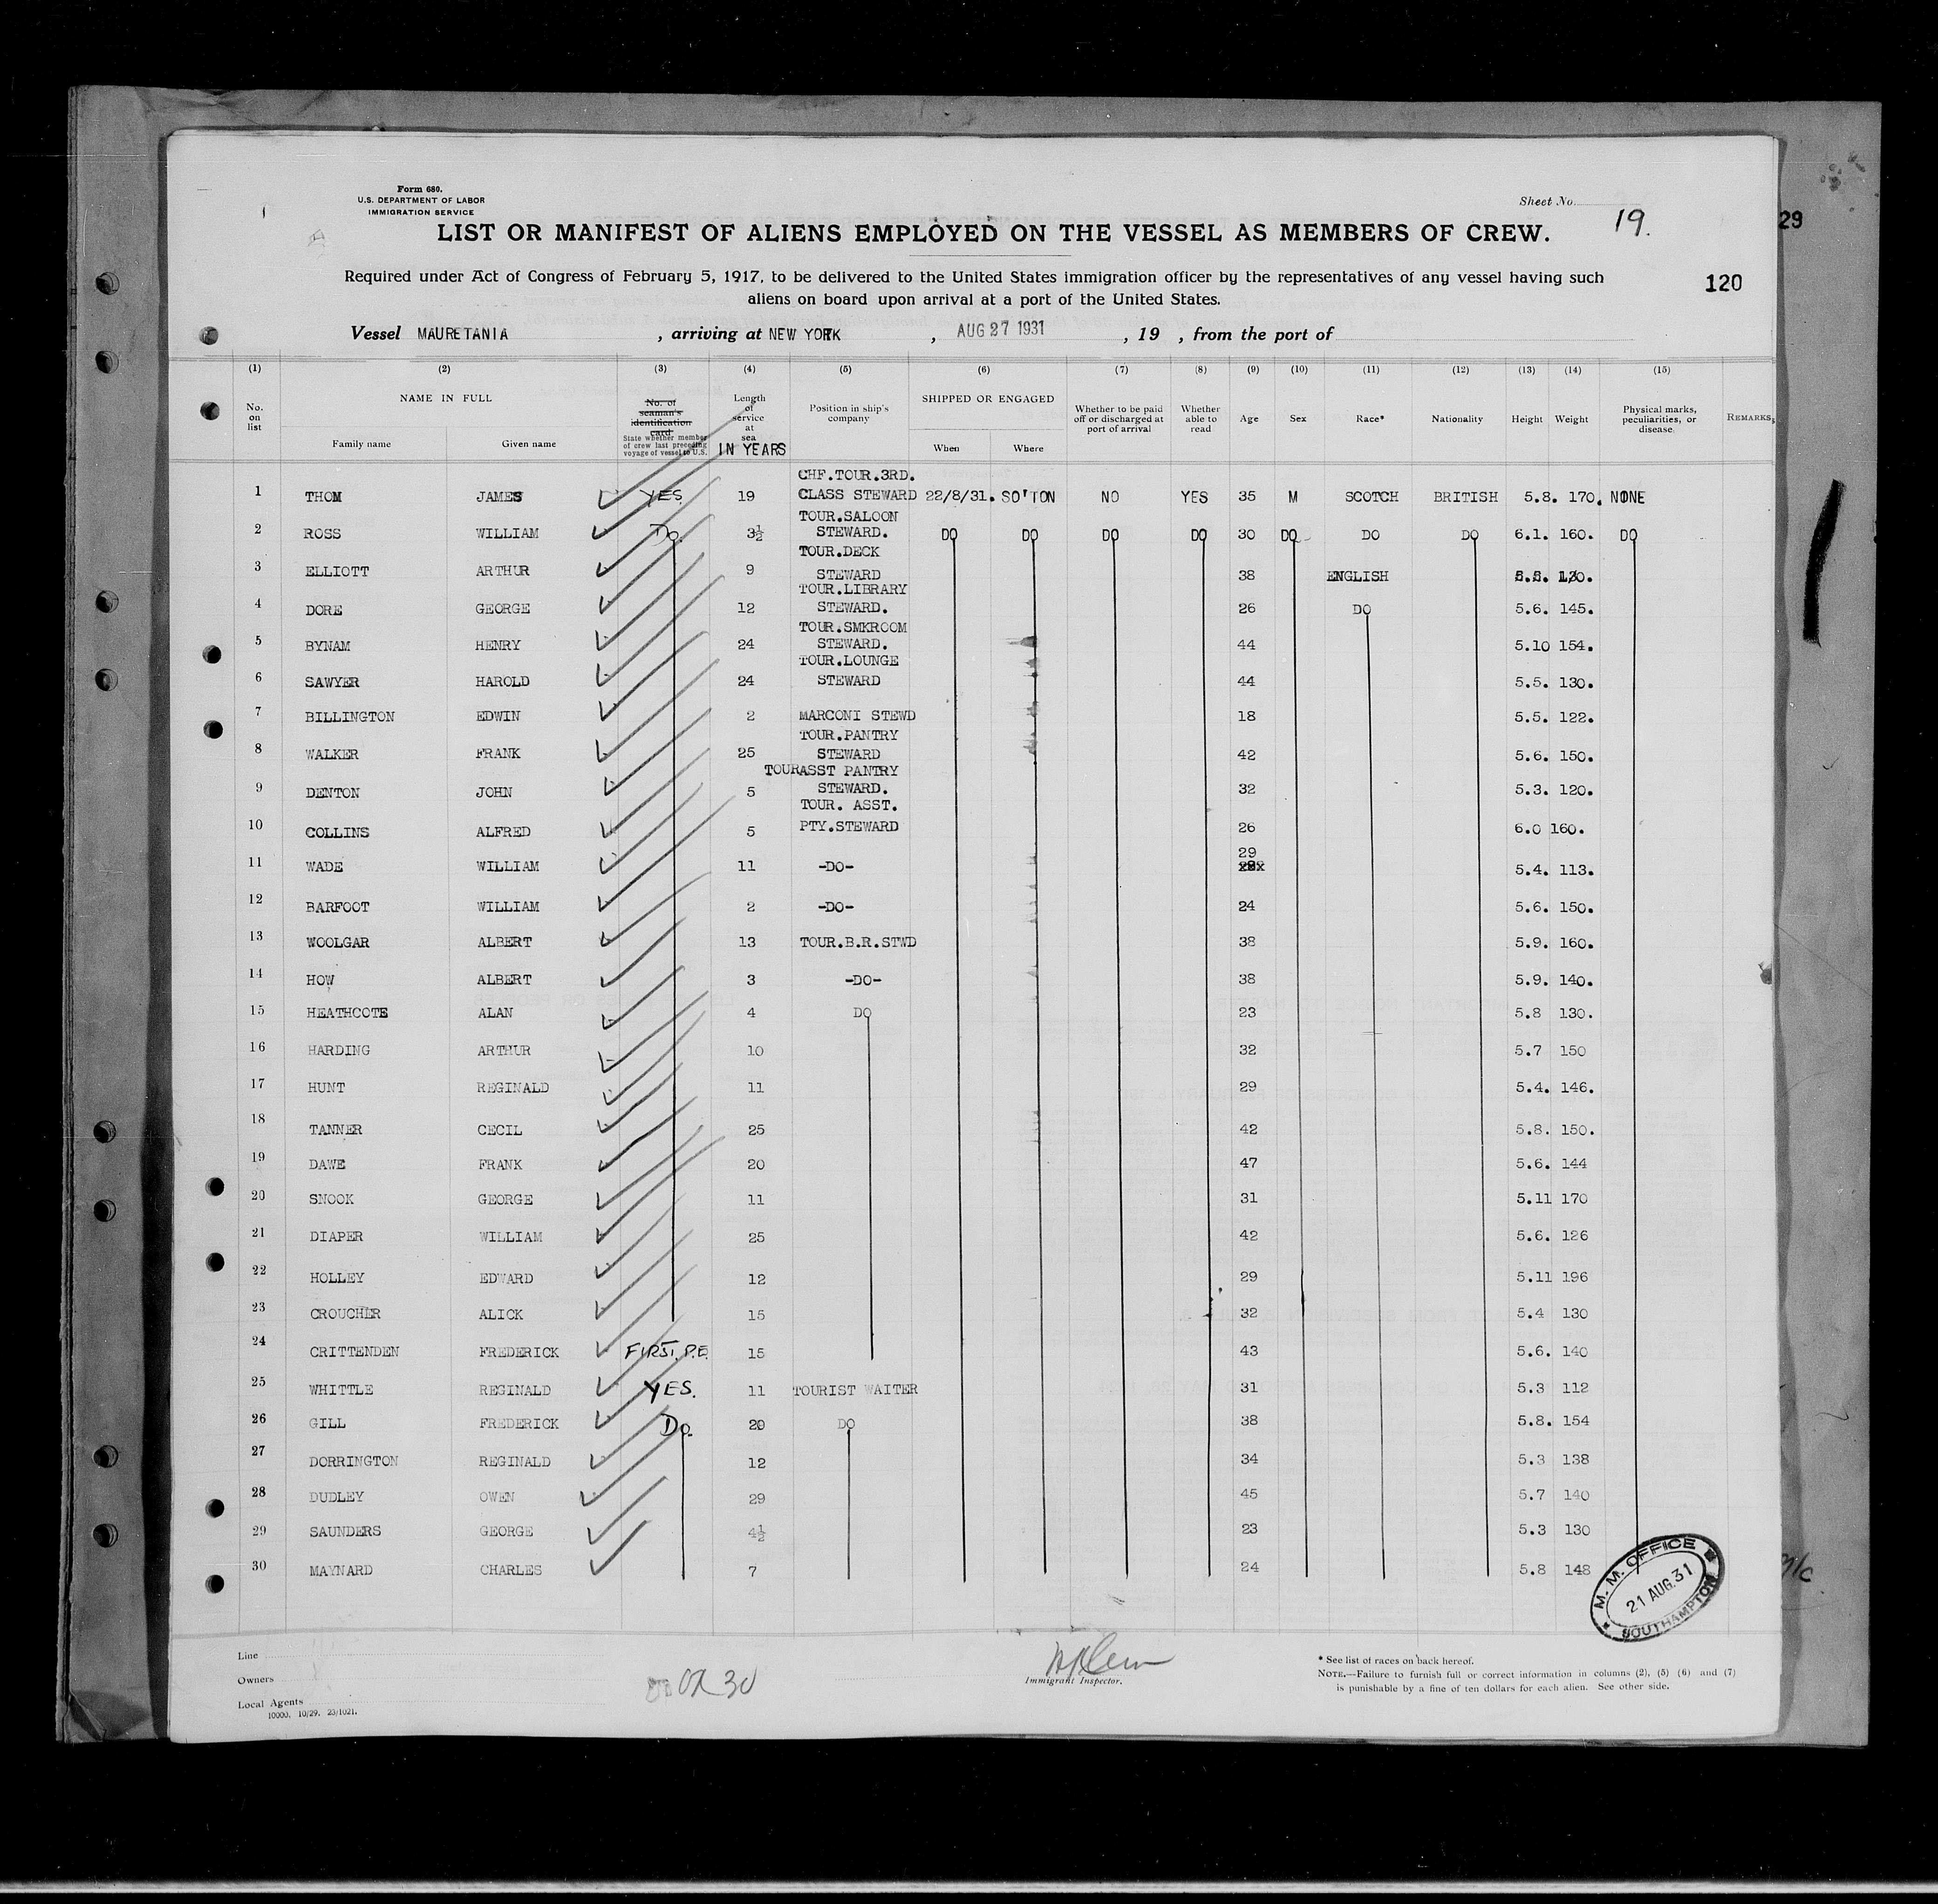 Form 680.
U.S. DEPARTMENT OF LABOR
IMMIGRATION SERVICE
Sheet No. 19.
29
LIST OR MANIFEST OF ALIENS EMPLOYED ON THE VESSEL AS MEMBERS OF CREW.
Required under Act of Congress of February 5, 1917, to be delivered to the United States immigration officer by the representatives of any vessel having such
aliens on board upon arrival at a port of the United States.
120
Vessel MAURETANIA, arriving at NEW YORK, AUG 27 1931, 19 , from the port of
(1) (2) (3) (4) (5) (6) (7) (8) (9) (10) (11) (12) (13) (14) (15)
No. on list
NAME IN FULL
Family name Given name
No. of seaman's identification card
State whether member of crew last preceding voyage of vessel to U.S.
Length of service at sea IN YEARS
Position in ship's company
SHIPPED OR ENGAGED
When Where
Whether to be paid off or discharged at port of arrival
Whether able to read
Age Sex Race* Nationality Height Weight
Physical marks, peculiarities, or disease.
REMARKS,
1 THOM JAMES YES 19 CHF.TOUR.3RD. CLASS STEWARD 22/8/31. SO'TON NO YES 35 M SCOTCH BRITISH 5.8. 170. NONE
2 ROSS WILLIAM Do. 3½ TOUR.SALOON STEWARD. DO DO DO DO 30 DO DO DO 6.1. 160. DO
3 ELLIOTT ARTHUR 9 TOUR.DECK STEWARD 38 ENGLISH
4 DORE GEORGE 12 TOUR.LIBRARY STEWARD. 26 DO 5.6. 145.
5 BYNAM HENRY 24 TOUR.SMKROOM STEWARD. 44 5.10 154.
6 SAWYER HAROLD 24 TOUR.LOUNGE STEWARD 44 5.5. 130.
7 BILLINGTON EDWIN 2 MARCONI STEWD 18 5.5. 122.
8 WALKER FRANK 25 TOUR.PANTRY STEWARD 42 5.6. 150.
9 DENTON JOHN 5 TOURASST PANTRY STEWARD. 32 5.3. 120.
10 COLLINS ALFRED 5 TOUR. ASST. PTY.STEWARD 26 6.0 160.
11 WADE WILLIAM 11 -DO- 29 5.4. 113.
12 BARFOOT WILLIAM 2 -DO- 24 5.6. 150.
13 WOOLGAR ALBERT 13 TOUR.B.R.STWD 38 5.9. 160.
14 HOW ALBERT 3 -DO- 38 5.9. 140.
15 HEATHCOTE ALAN 4 DO 23 5.8 130.
16 HARDING ARTHUR 10 32 5.7 150
17 HUNT REGINALD 11 29 5.4. 146.
18 TANNER CECIL 25 42 5.8. 150.
19 DAWE FRANK 20 47 5.6. 144
20 SNOOK GEORGE 11 31 5.11 170
21 DIAPER WILLIAM 25 42 5.6. 126
22 HOLLEY EDWARD 12 29 5.11 196
23 CROUCHER ALICK 15 32 5.4 130
24 CRITTENDEN FREDERICK FIRST. P.E. 15 43 5.6. 140
25 WHITTLE REGINALD YES. 11 TOURIST WAITER 31 5.3 112
26 GILL FREDERICK Do. 20 DO 38 5.8. 154
27 DORRINGTON REGINALD 12 34 5.3 138
28 DUDLEY OWEN 29 45 5.7 140
29 SAUNDERS GEORGE 4½ 23 5.3 130
30 MAYNARD CHARLES 7 24 5.8 148
M. M. OFFICE
21 AUG. 31
SOUTHAMPTON
Line
Owners
Local Agents
10000. 10/29. 23/1021.
30
Immigrant Inspector.
* See list of races on back hereof.
NOTE.—Failure to furnish full or correct information in columns (2), (5) (6) and (7)
is punishable by a fine of ten dollars for each alien. See other side.